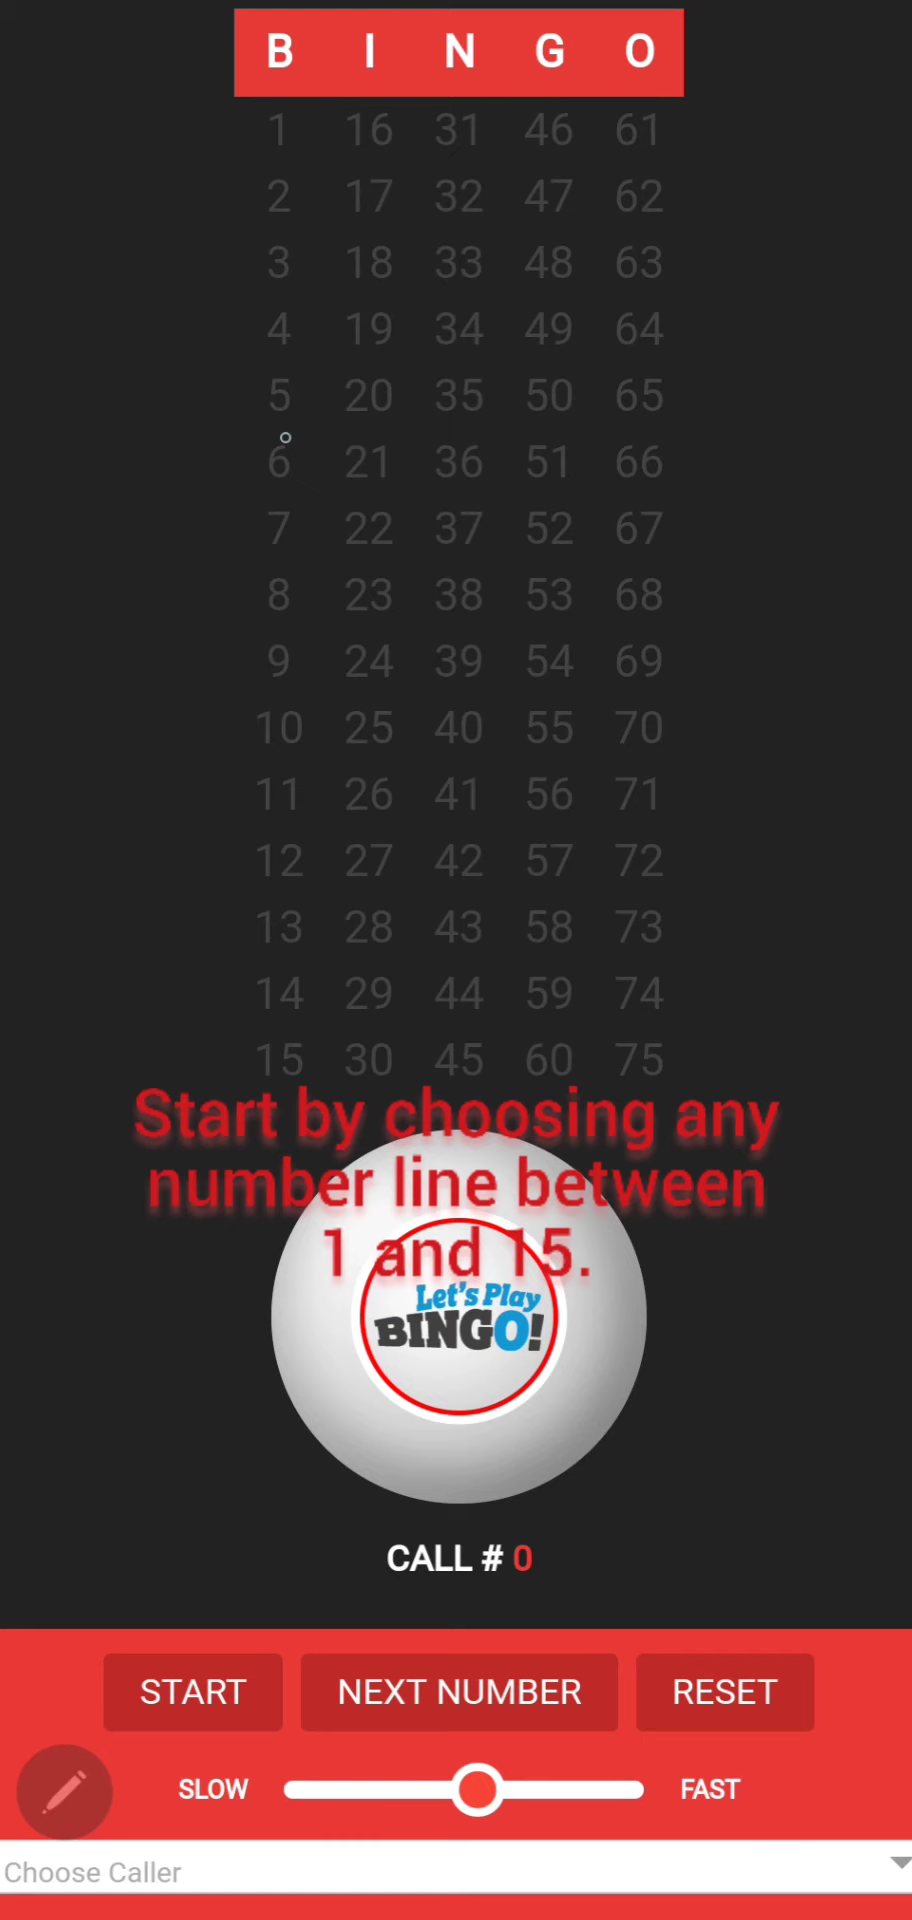 B I N G O
1 16 31 46 61
2 17 32 47 62
3 18 33 48 63
4 19 34 49 64
5 20 35 50 65
6 21 36 51 66
7 22 37 52 67
8 23 38 53 68
9 24 39 54 69
10 25 40 55 70
11 26 41 56 71
12 27 42 57 72
13 28 43 58 73
14 29 44 59 74
15 30 45 60 75
Start by choosing any
number line between
1 and 15.
Let's Play
BINGO!
CALL # 0
START NEXT NUMBER RESET
SLOW FAST
Choose Caller